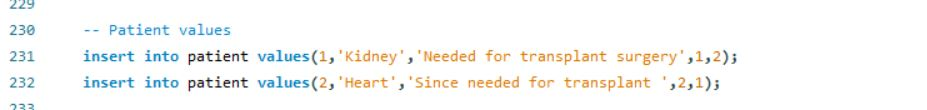 229
230 -- Patient values
231 insert into patient values(1,'Kidney','Needed for transplant surgery',1,2);
232 insert into patient values(2,'Heart','Since needed for transplant ',2,1);
233